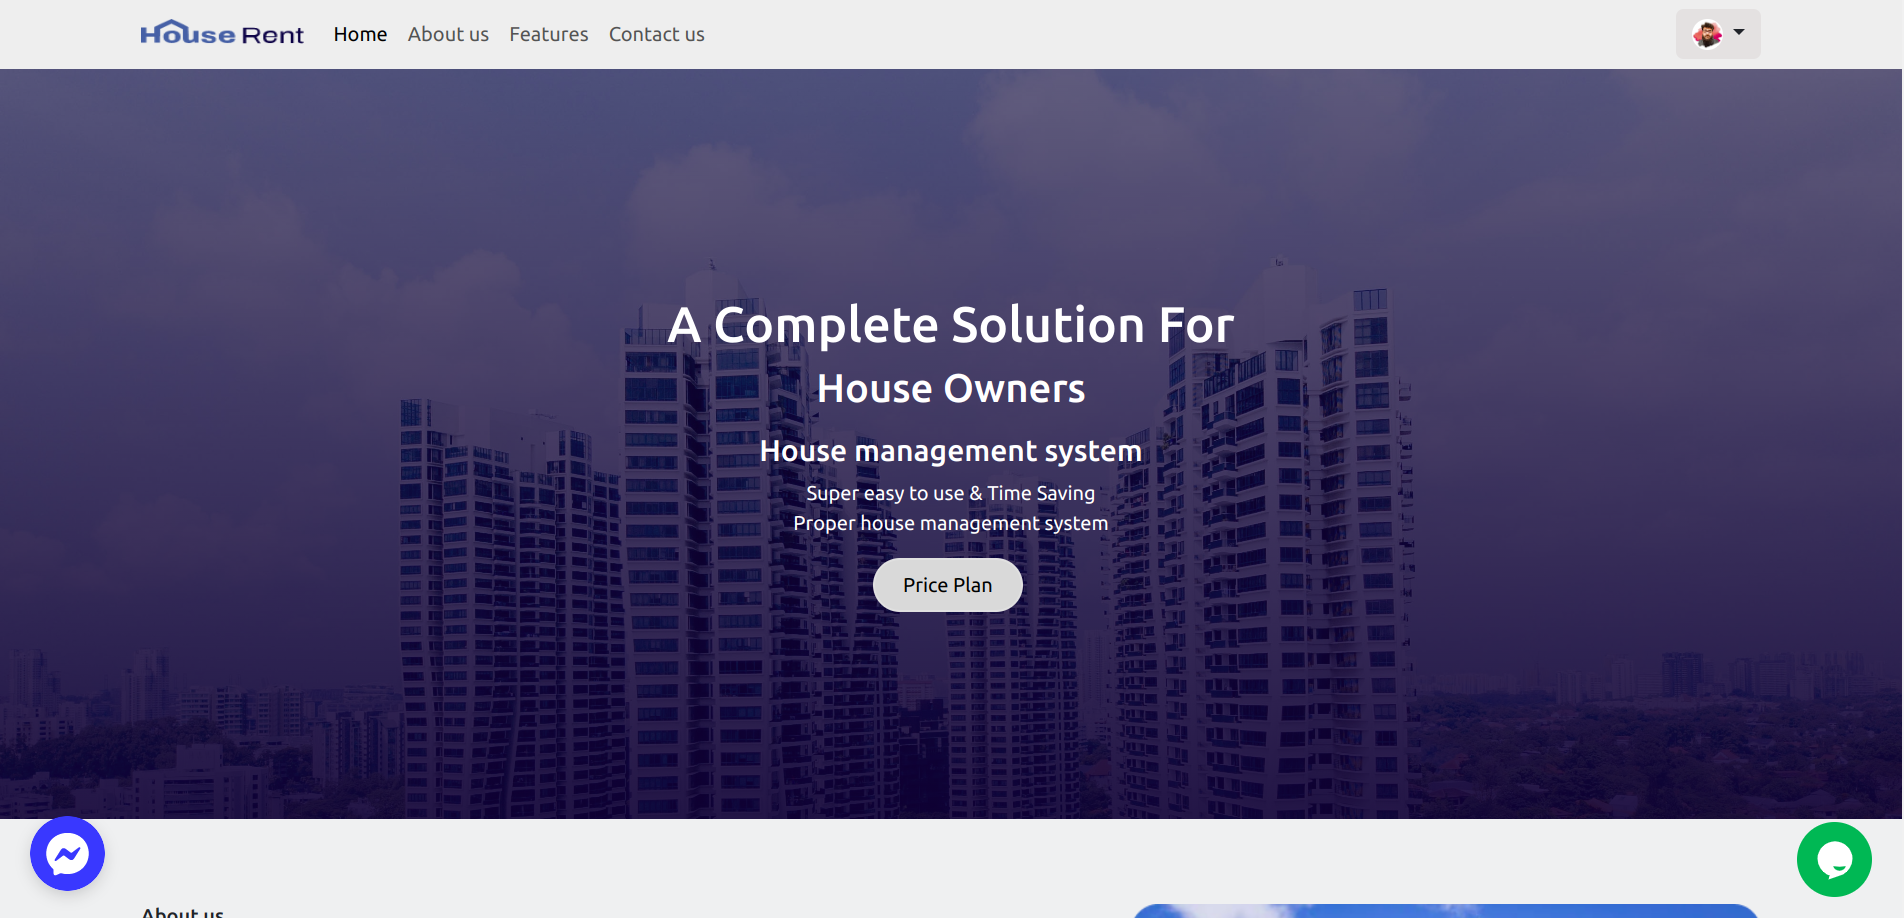 House Rent
Home
About us
Features
Contact us
A Complete Solution For
House Owners
House management system
Super easy to use & Time Saving
Proper house management system
Price Plan
About us